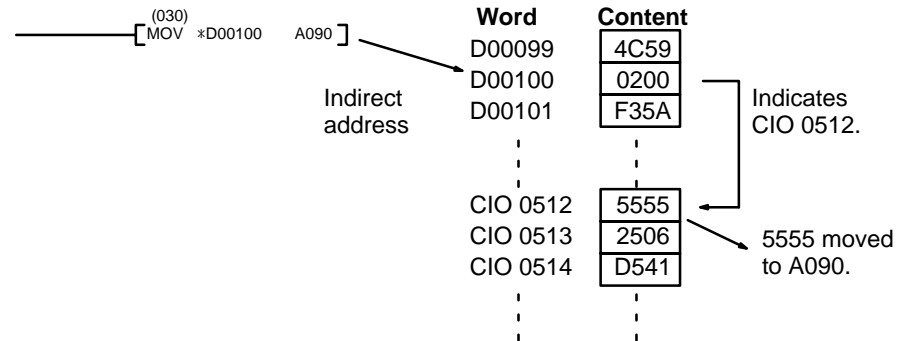 (030)
[MOV *D00100 A090]
Word Content
D00099 4C59
D00100 0200
D00101 F35A
Indirect
address
Indicates
CIO 0512.
CIO 0512 5555
CIO 0513 2506
CIO 0514 D541
5555 moved
to A090.